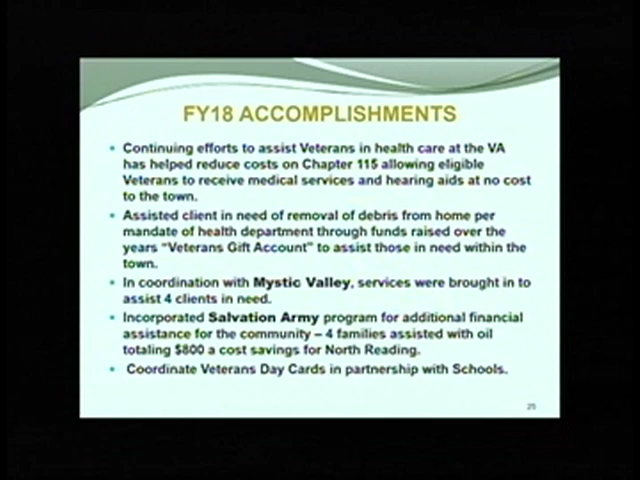 FY18 ACCOMPLISHMENTS
• Continuing efforts to assist Veterans in health care at the VA
has helped reduce costs on Chapter 115 allowing eligible
Veterans to receive medical services and hearing aids at no cost
to the town.
• Assisted client in need of removal of debris from home per
mandate of health department through funds raised over the
years "Veterans Gift Account" to assist those in need within the
town.
• In coordination with Mystic Valley, services were brought in to
assist 4 clients in need.
• Incorporated Salvation Army program for additional financial
assistance for the community – 4 families assisted with oil
totaling $800 a cost savings for North Reading.
• Coordinate Veterans Day Cards in partnership with Schools.
25